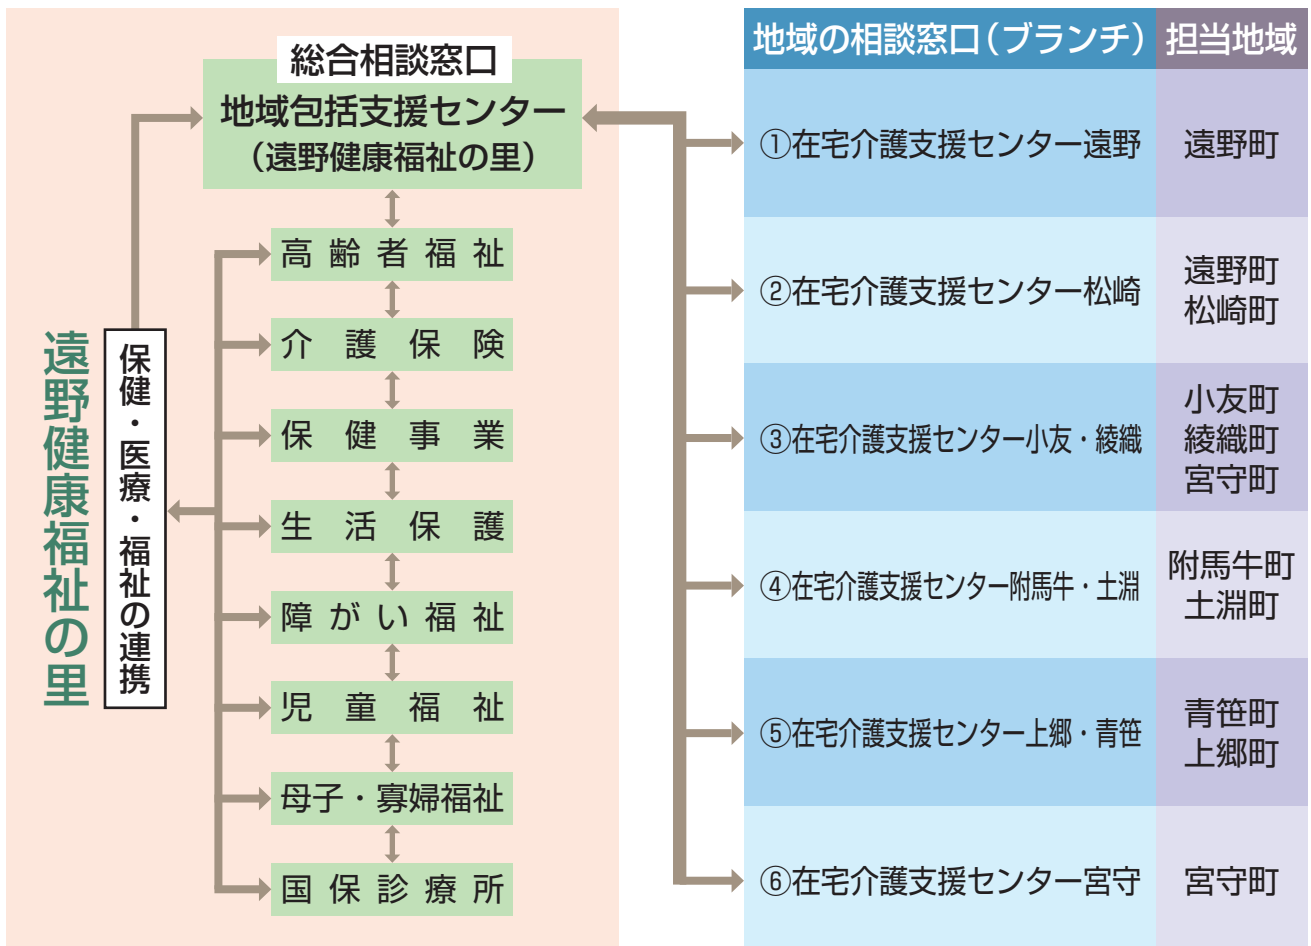 総合相談窓口
地域包括支援センター
（遠野健康福祉の里）
高齢者福祉
介護保険
保健事業
生活保護
障がい福祉
児童福祉
母子・寡婦福祉
国保診療所
遠野健康福祉の里
保健・医療・福祉の連携
地域の相談窓口（ブランチ） 担当地域
①在宅介護支援センター遠野 遠野町
②在宅介護支援センター松崎 遠野町
松崎町
③在宅介護支援センター小友・綾織 小友町
綾織町
宮守町
④在宅介護支援センター附馬牛・土淵 附馬牛町
土淵町
⑤在宅介護支援センター上郷・青笹 青笹町
上郷町
⑥在宅介護支援センター宮守 宮守町